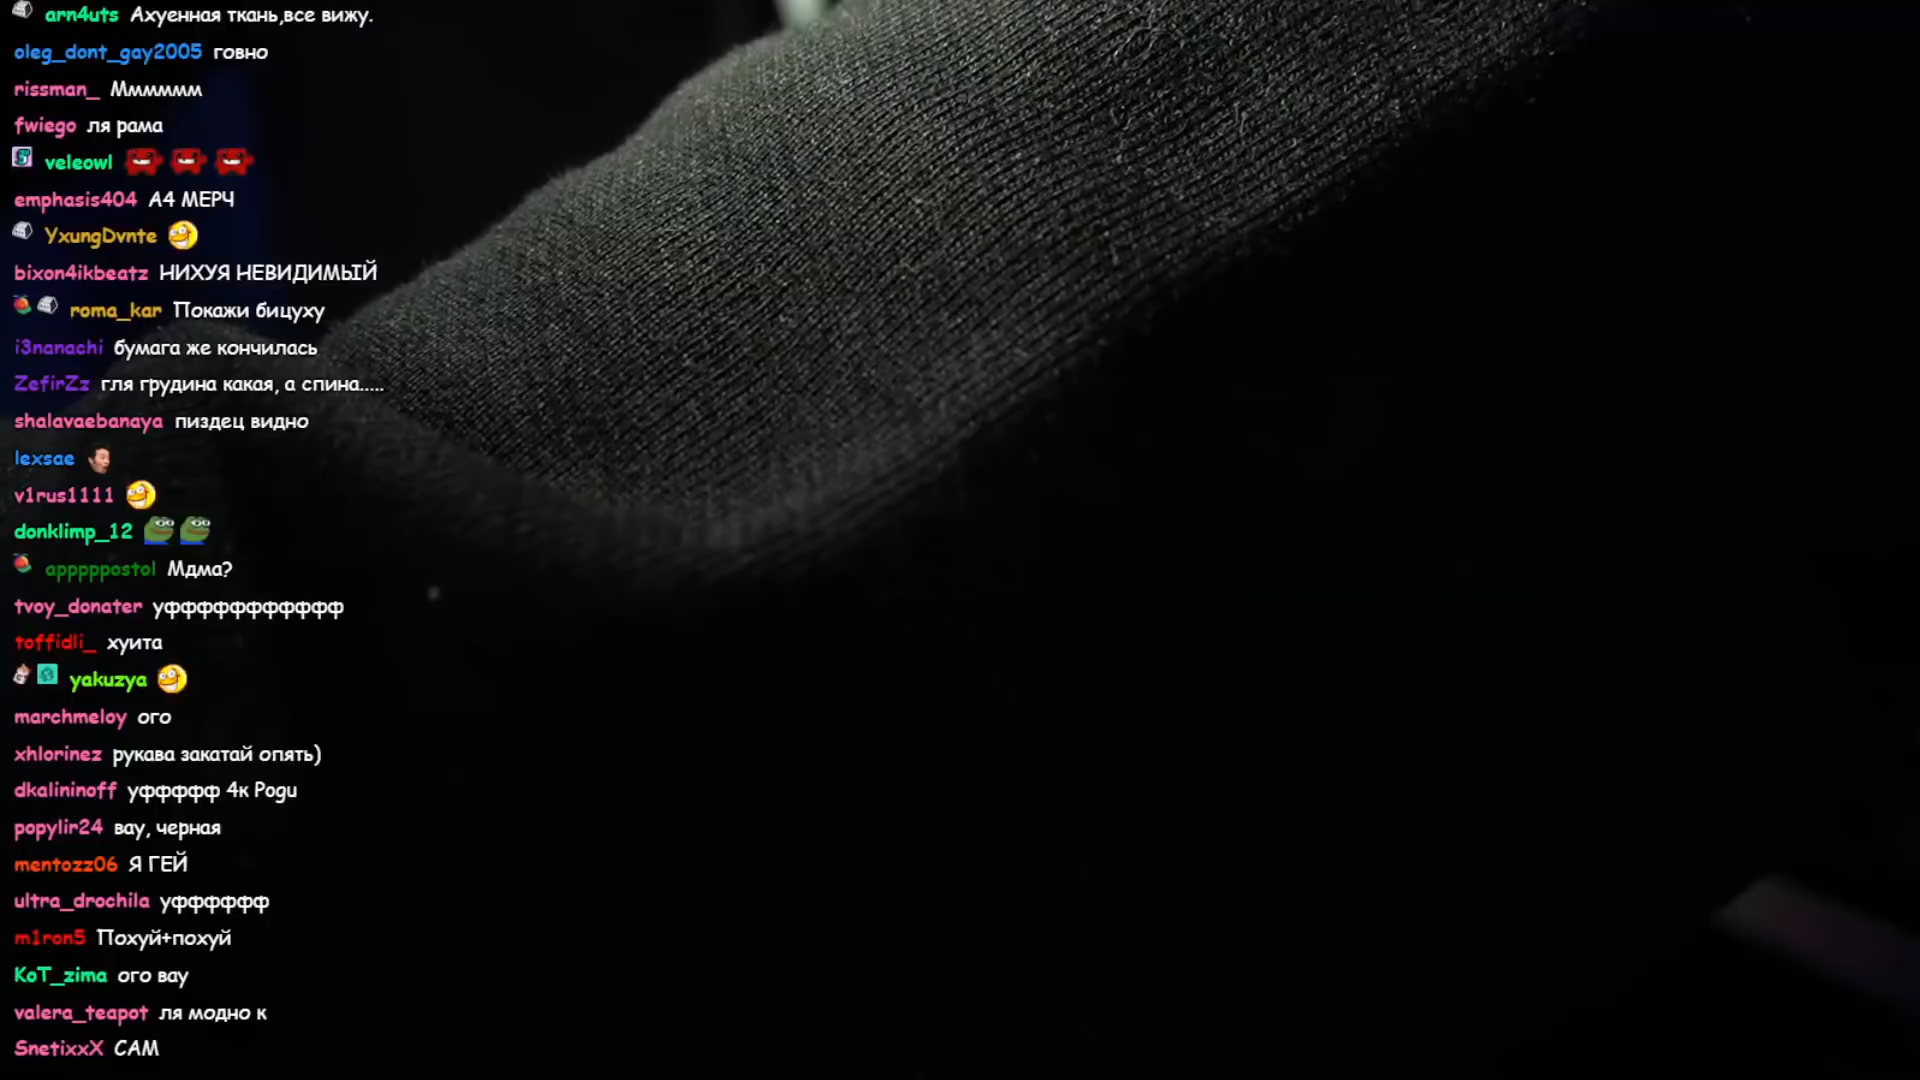 arn4uts Ахуенная ткань,все вижу.
oleg_dont_gay2005 говно
rissman_ Мммммм
fwiego ля рама
veleowl
emphasis404 А4 МЕРЧ
YxungDvnte
bixon4ikbeatz НИХУЯ НЕВИДИМЫЙ
roma_kar Покажи бицуху
i3nanachi бумага же кончилась
ZefirZz гля грудина какая, а спина.....
shalavaebanaya пиздец видно
lexsae
v1rus1111
donklimp_12
apppppostol Мдма?
tvoy_donater уффффффффффф
toffidli_ хуита
yakuzya
marchmeloy ого
xhlorinez рукава закатай опять)
dkalininoff уффффф 4к Pogu
popylir24 вау, черная
mentozz06 Я ГЕЙ
ultra_drochila уффффффф
m1ron5 Похуй+похуй
KoT_zima ого вау
valera_teapot ля модно к
SnetixxX САМ